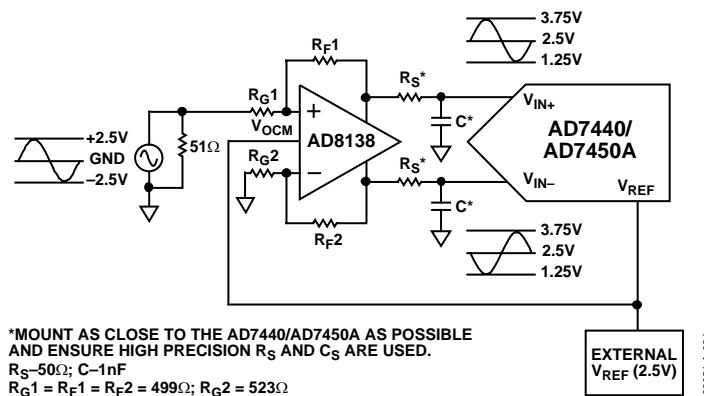 3.75V
2.5V
1.25V
RF1
RG1
RS*
VIN+
VOCM
+
C*
AD8138
AD7440/
AD7450A
+2.5V
GND
–2.5V
51Ω
RG2
–
RS*
VIN–
VREF
C*
RF2
3.75V
2.5V
1.25V
*MOUNT AS CLOSE TO THE AD7440/AD7450A AS POSSIBLE
AND ENSURE HIGH PRECISION RS AND CS ARE USED.
RS–50Ω; C–1nF
RG1 = RF1 = RF2 = 499Ω; RG2 = 523Ω
EXTERNAL
VREF (2.5V)